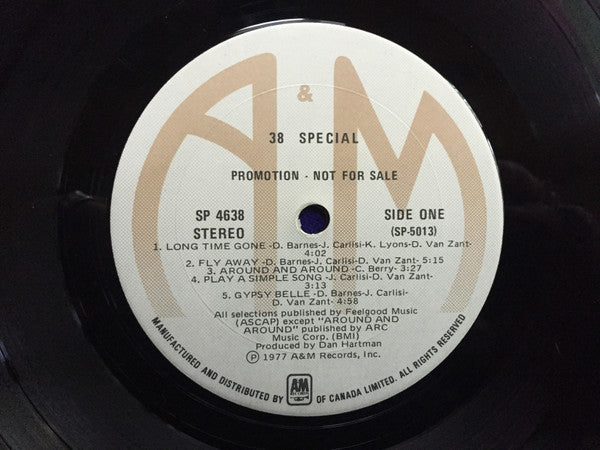 A&M
38 SPECIAL
PROMOTION · NOT FOR SALE
SP 4638 SIDE ONE
STEREO (SP-5013)
1. LONG TIME GONE -D. Barnes-J. Carlisi-K. Lyons-D. Van Zant-
4:02
2. FLY AWAY -D. Barnes-J. Carlisi-D. Van Zant- 5:15
3. AROUND AND AROUND -C. Berry- 3:27
4. PLAY A SIMPLE SONG -J. Carlisi-D. Van Zant-
3:13
5. GYPSY BELLE -D. Barnes-J. Carlisi-
D. Van Zant- 4:58
All selections published by Feelgood Music
(ASCAP) except "AROUND AND
AROUND" published by ARC
Music Corp. (BMI)
Produced by Dan Hartman
Ⓟ 1977 A&M Records, Inc.
MANUFACTURED AND DISTRIBUTED BY A&M RECORDS OF CANADA LIMITED. ALL RIGHTS RESERVED